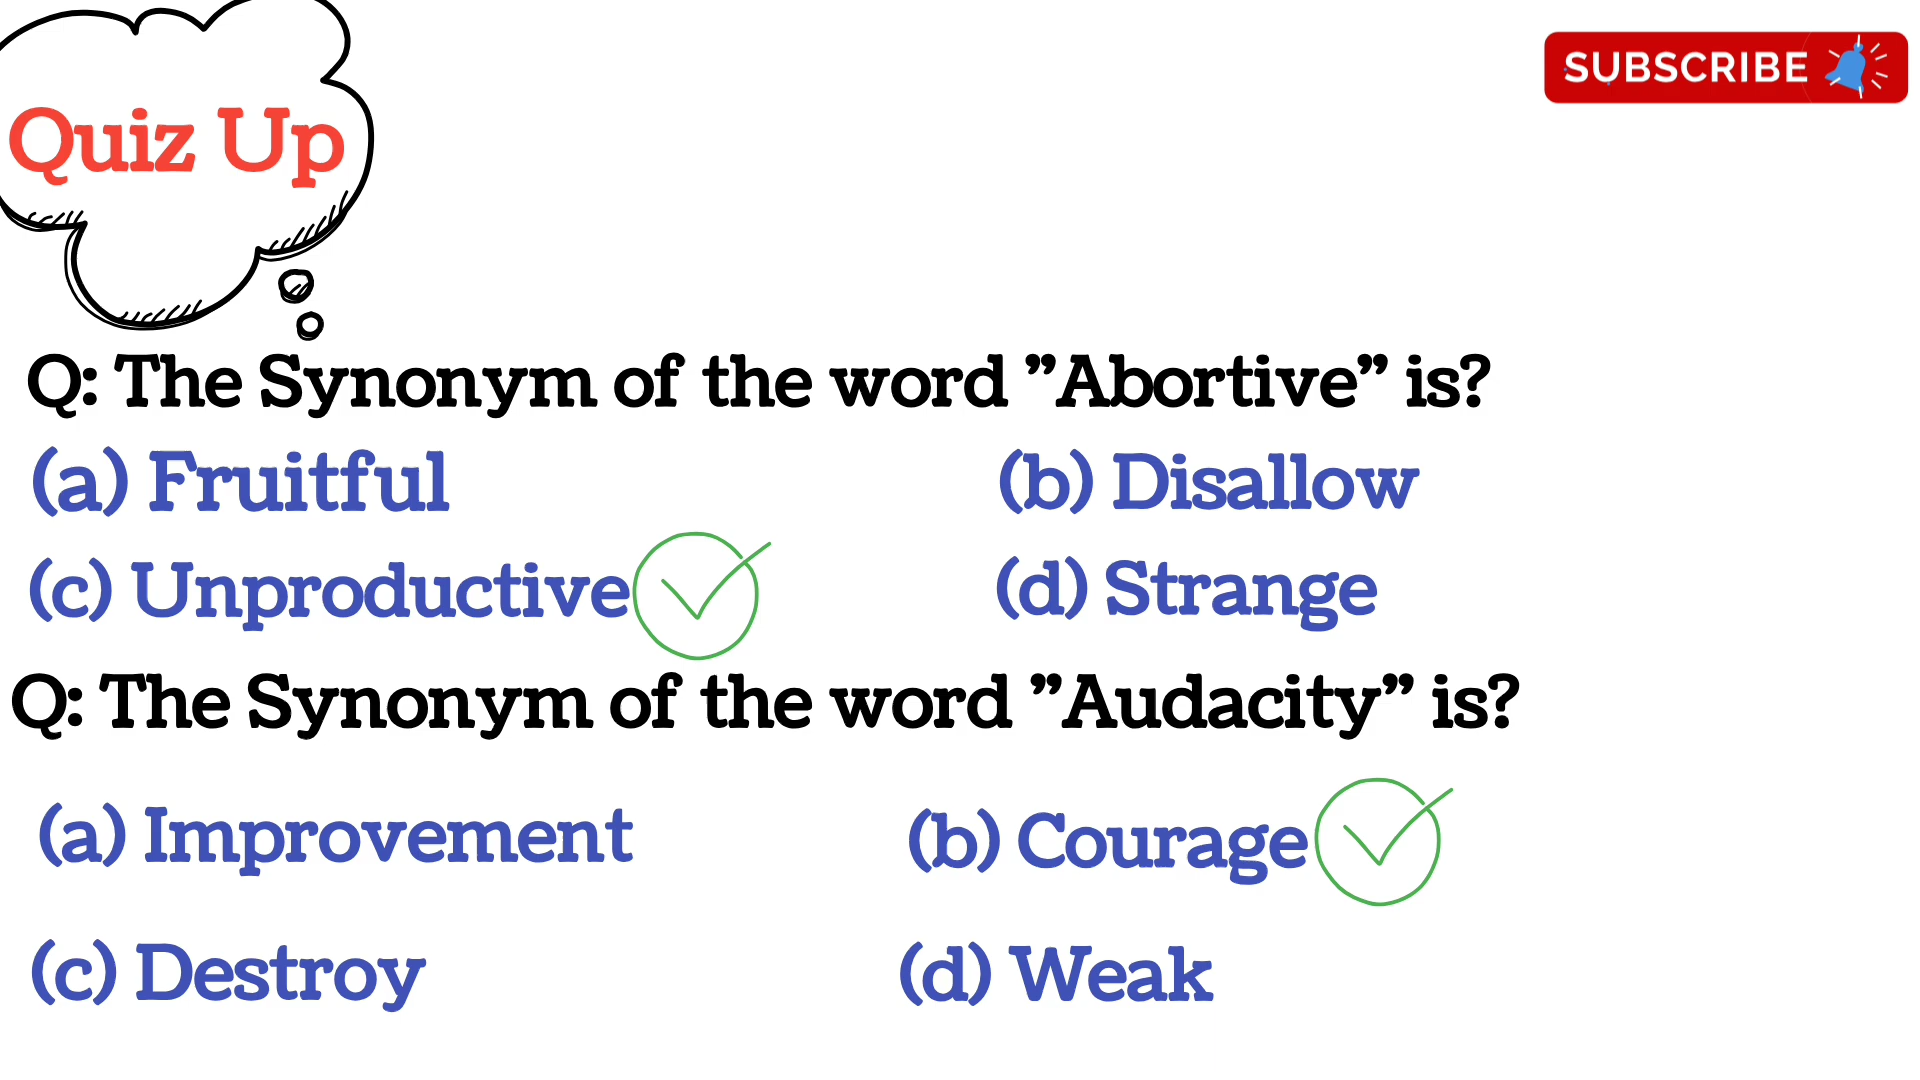 SUBSCRIBE
Quiz Up
Q: The Synonym of the word ”Abortive” is?
(a) Fruitful (b) Disallow
(c) Unproductive (d) Strange
Q: The Synonym of the word ”Audacity” is?
(a) Improvement (b) Courage
(c) Destroy (d) Weak